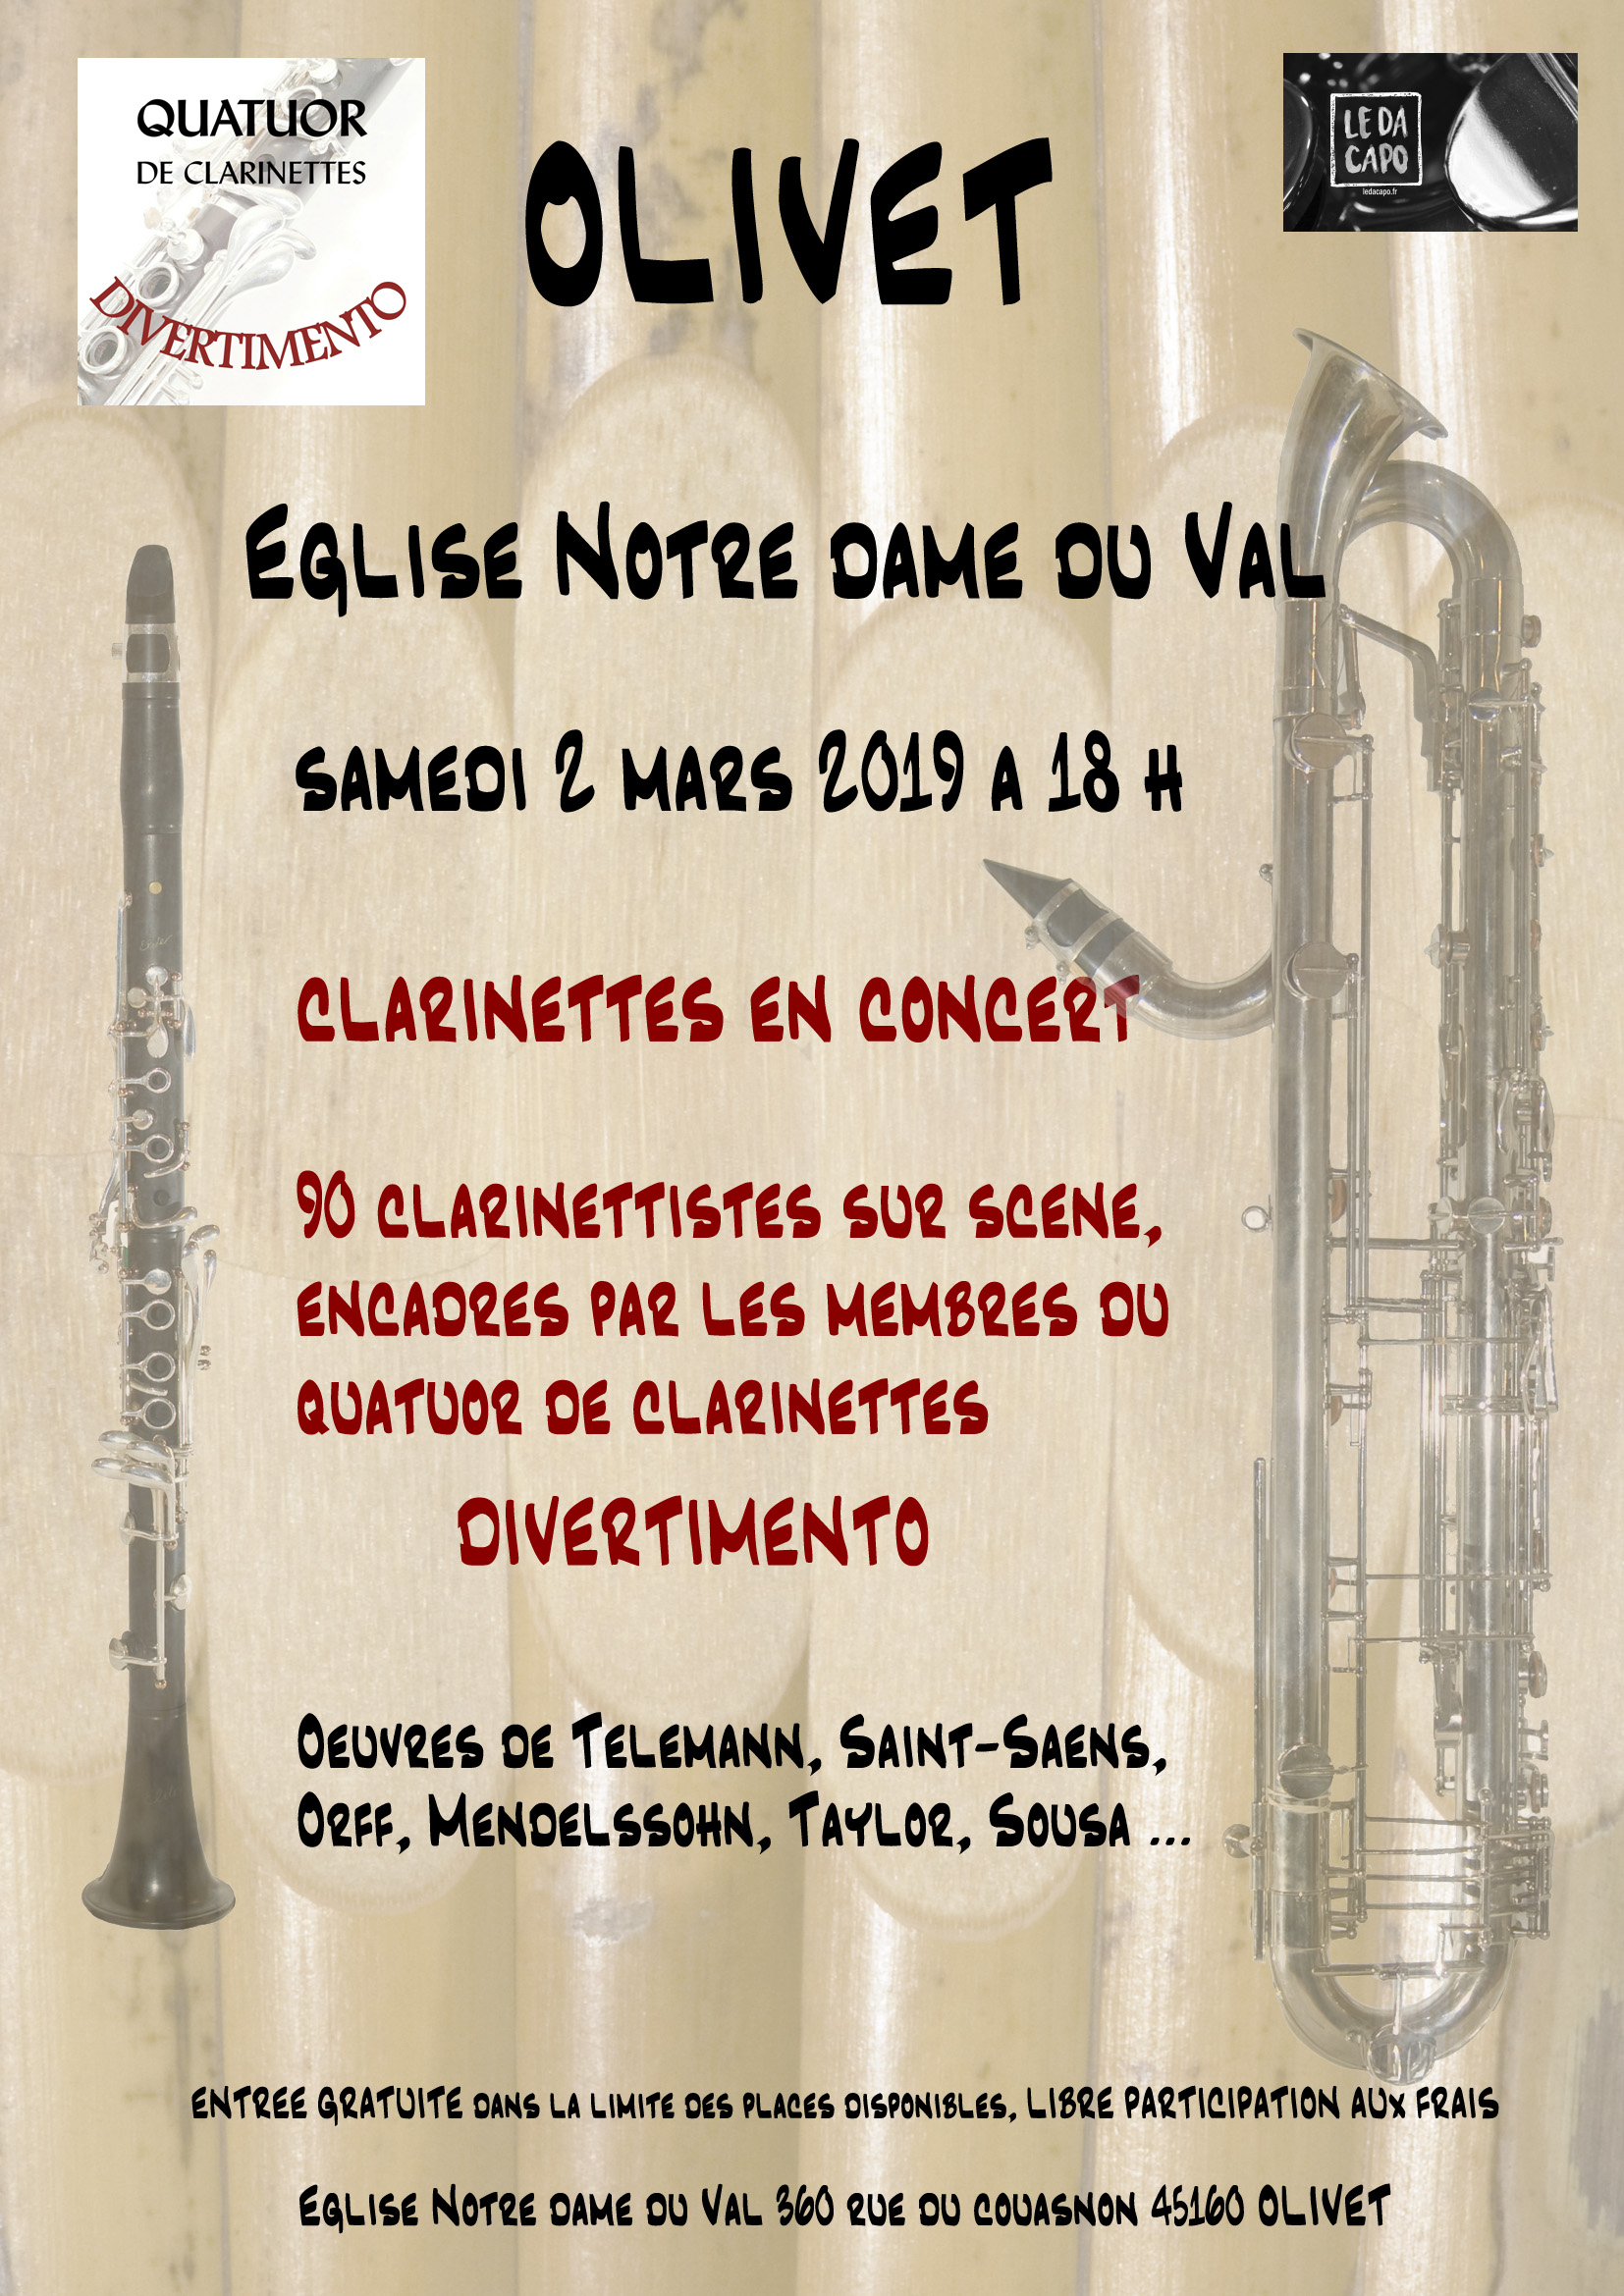 QUATUOR
DE CLARINETTES
DIVERTIMENTO
LE DA
CAPO
ledacapo.fr
OLIVET
Eglise Notre dame du Val
samedi 2 mars 2019 a 18 h
CLARINETTES EN CONCERT
90 clarinettistes sur scene,
encadres par les membres du
quatuor de clarinettes
DIVERTIMENTO
Oeuvres de Telemann, Saint-Saens,
Orff, Mendelssohn, Taylor, Sousa ...
ENTREE GRATUITE dans la limite des places disponibles, LIBRE PARTICIPATION AUx FRAIS
Eglise Notre dame du Val 360 rue du couasnon 45160 OLIVET